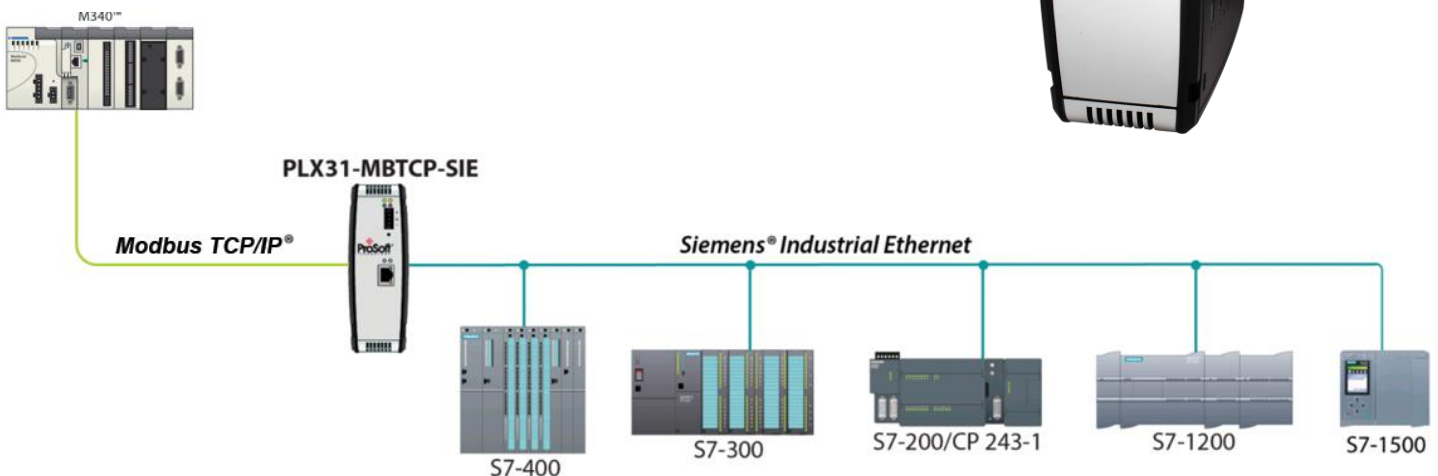 M340™
PLX31-MBTCP-SIE
Modbus TCP/IP®
ProSoft®
Siemens® Industrial Ethernet
S7-400
S7-300
S7-200/CP 243-1
S7-1200
S7-1500